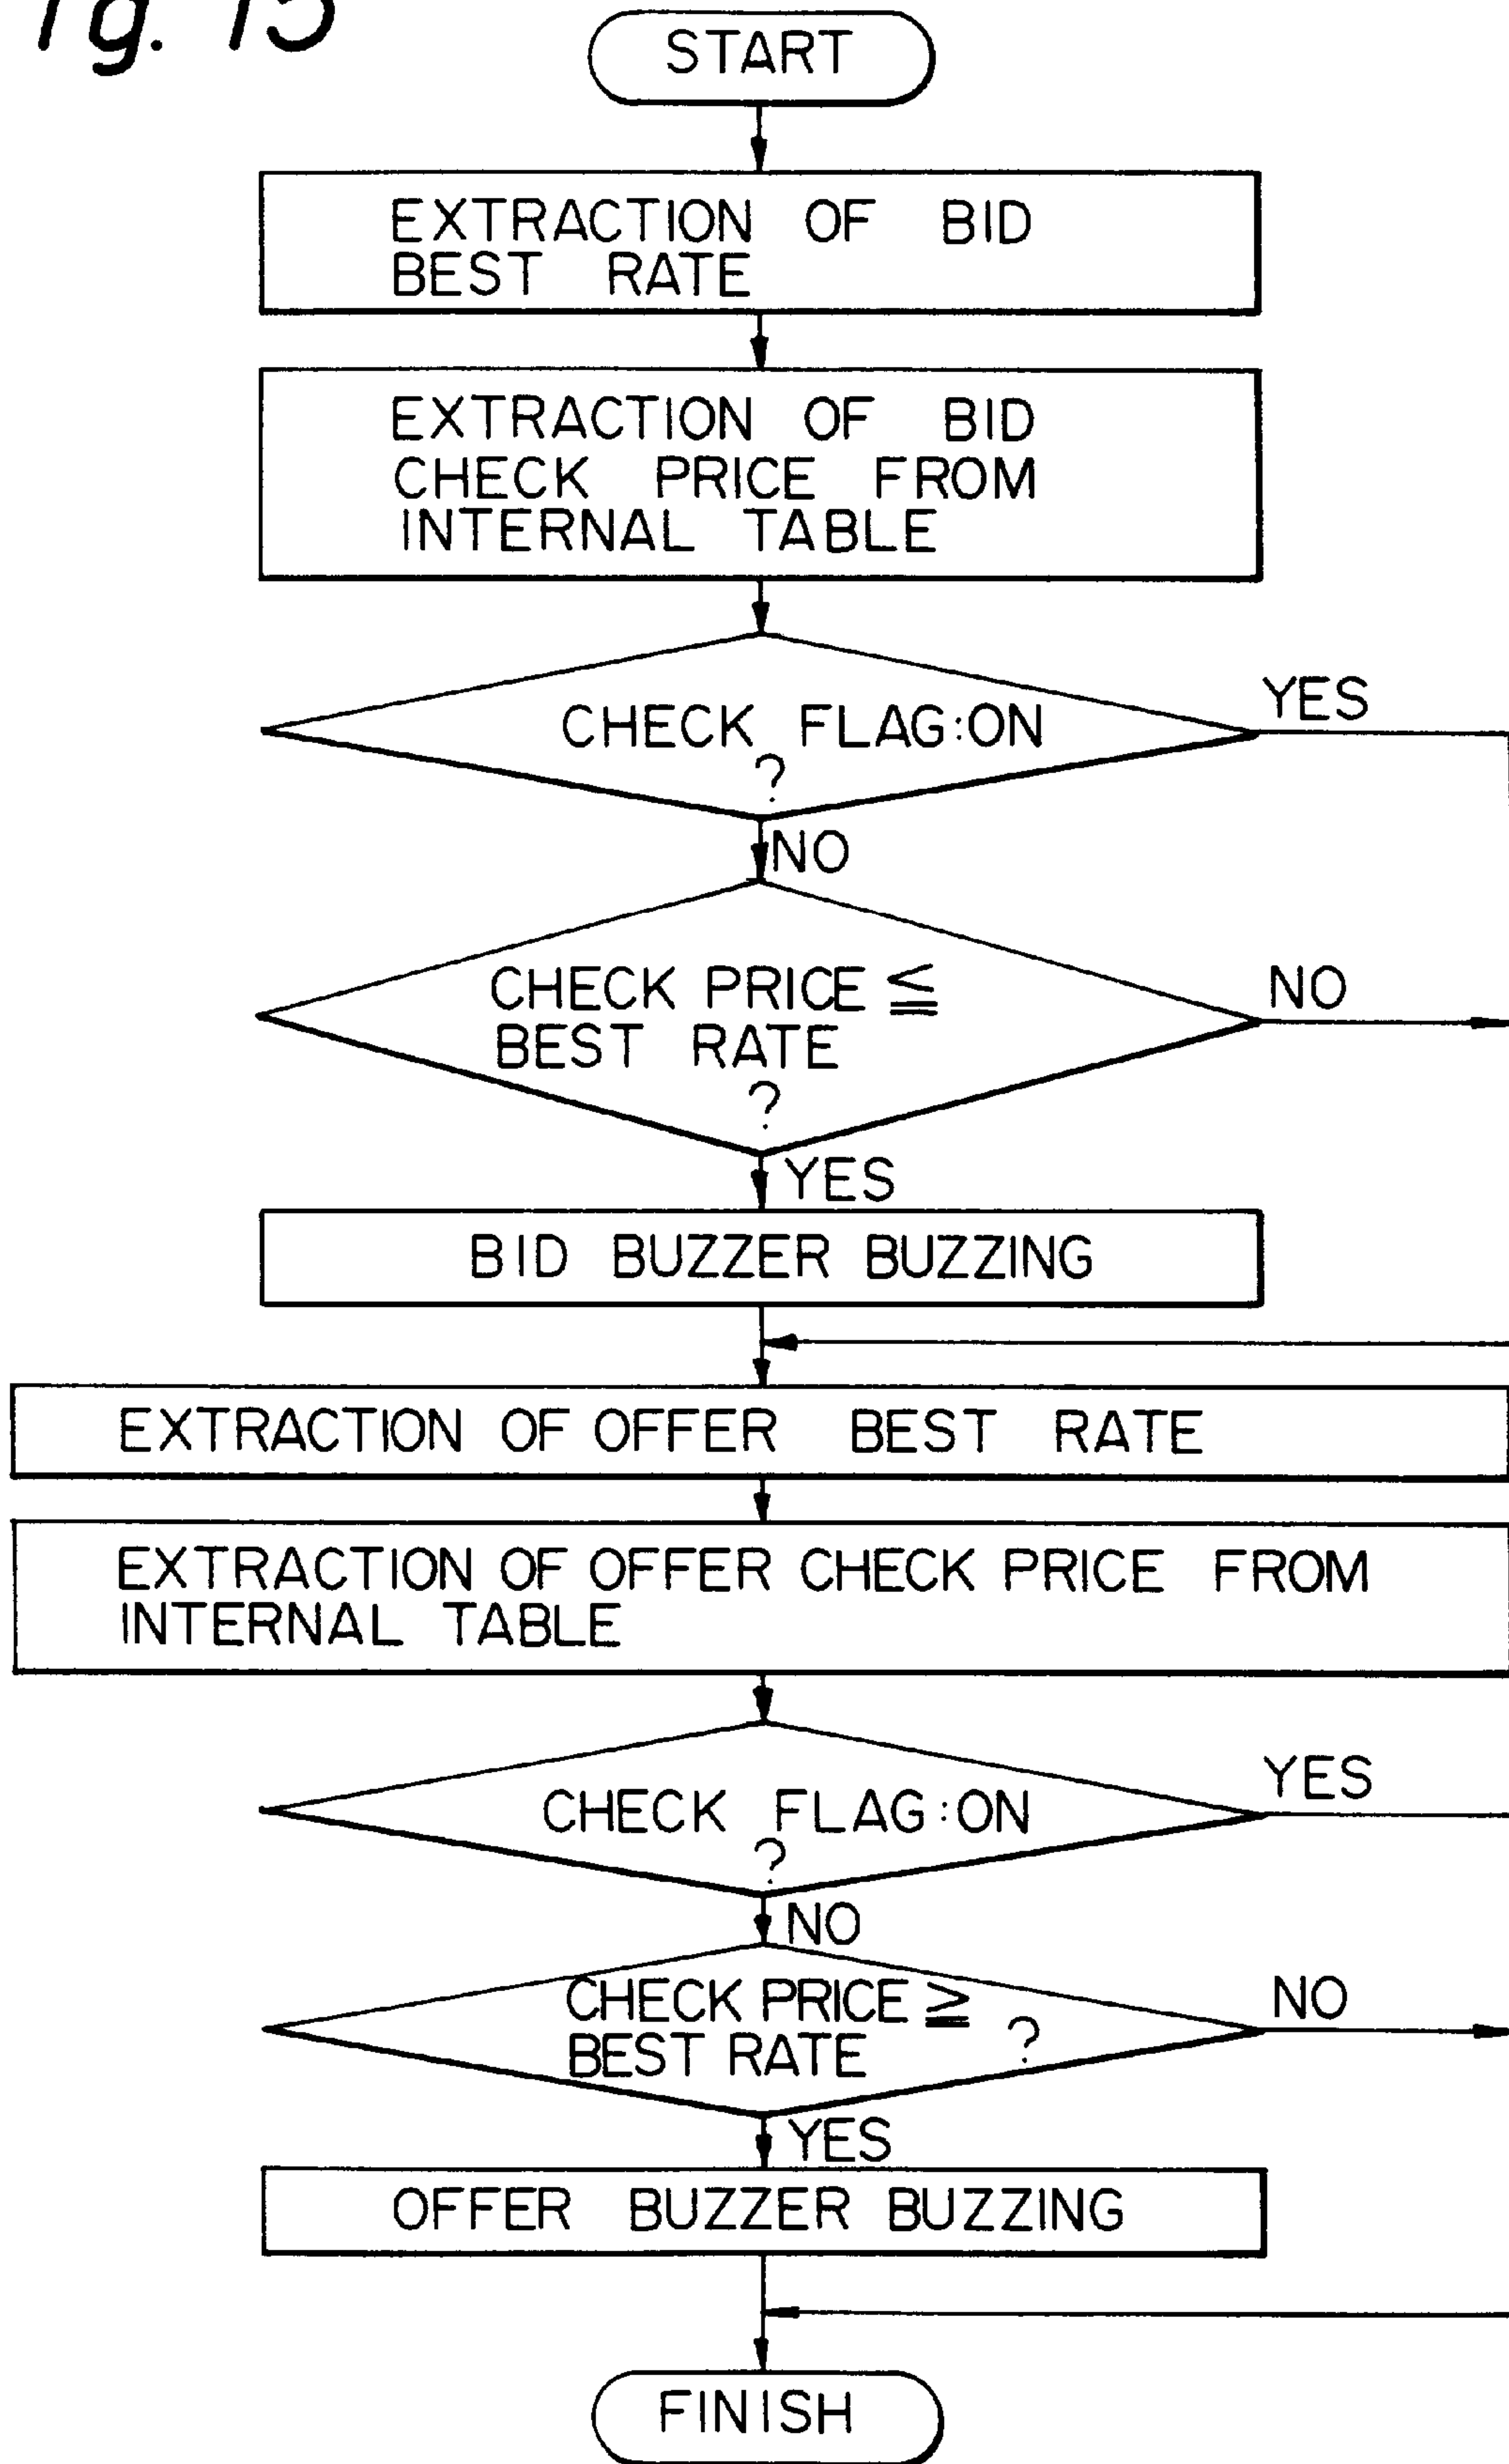 ig. 15
START
EXTRACTION OF BID
BEST RATE
EXTRACTION OF BID
CHECK PRICE FROM
INTERNAL TABLE
CHECK FLAG:ON
?
YES
NO
CHECK PRICE ≦
BEST RATE
?
NO
YES
BID BUZZER BUZZING
EXTRACTION OF OFFER BEST RATE
EXTRACTION OF OFFER CHECK PRICE FROM
INTERNAL TABLE
CHECK FLAG:ON
?
YES
NO
CHECK PRICE ≧
BEST RATE ?
NO
YES
OFFER BUZZER BUZZING
FINISH